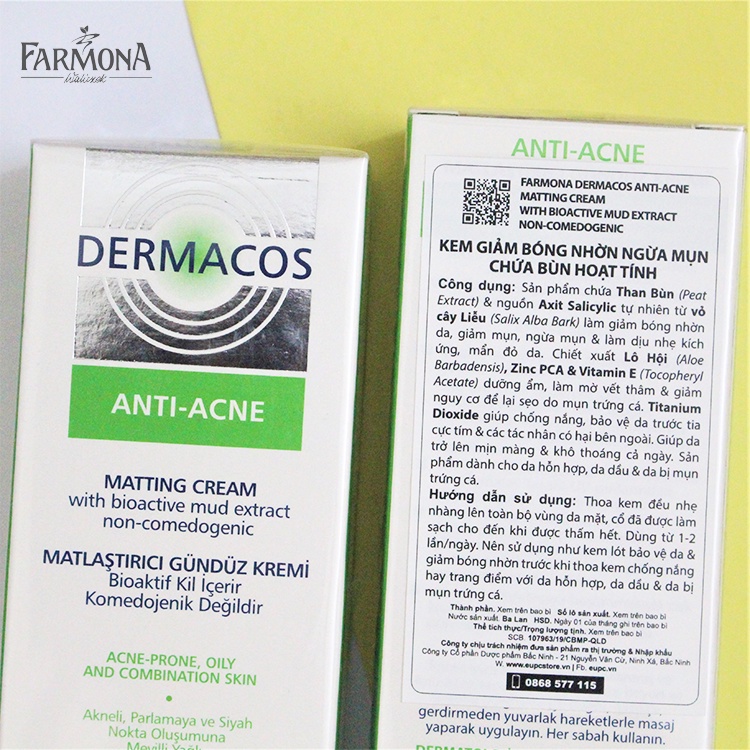 FARMONA
DERMACOS
ANTI-ACNE
MATTING CREAM
with bioactive mud extract
non-comedogenic
MATLAŞTIRICI GÜNDÜZ KREMİ
Bioaktif Kil İçerir
Komedojenik Değildir
ACNE-PRONE, OILY
AND COMBINATION SKIN
Akneli, Parlamaya ve Siyah
Nokta Oluşumuna
ANTI-ACNE
FARMONA DERMACOS ANTI-ACNE
MATTING CREAM
WITH BIOACTIVE MUD EXTRACT
NON-COMEDOGENIC
KEM GIẢM BÓNG NHỜN NGỪA MỤN
CHỨA BÙN HOẠT TÍNH
Công dụng: Sản phẩm chứa Than Bùn (Peat
Extract) & nguồn Axit Salicylic tự nhiên từ vỏ
cây Liễu (Salix Alba Bark) làm giảm bóng nhờn
da, giảm mụn, ngừa mụn & làm dịu nhẹ kích
ứng, mẩn đỏ da. Chiết xuất Lô Hội (Aloe
Barbadensis), Zinc PCA & Vitamin E (Tocopheryl
Acetate) dưỡng ẩm, làm mờ vết thâm & giảm
nguy cơ để lại sẹo do mụn trứng cá. Titanium
Dioxide giúp chống nắng, bảo vệ da trước tia
cực tím & các tác nhân có hại bên ngoài. Giúp da
trở lên mịn màng & khô thoáng cả ngày. Sản
phẩm dành cho da hỗn hợp, da dầu & da bị mụn
trứng cá.
Hướng dẫn sử dụng: Thoa kem đều nhẹ
nhàng lên toàn bộ vùng da mặt, cổ đã được làm
sạch cho đến khi được thấm hết. Dùng từ 1-2
lần/ngày. Nên sử dụng như kem lót bảo vệ da &
giảm bóng nhờn trước khi thoa kem chống nắng
hay trang điểm với da hỗn hợp, da dầu & da bị
mụn trứng cá.
Thành phần. Xem trên bao bì Số lô sản xuất. Xem trên bao bì
Nước sản xuất. Ba Lan HSD. Ngày 01 của tháng ghi trên bao bì
Thể tích thực/Trọng lượng tịnh. Xem trên bao bì
SCB. 107963/19/CBMP-QLD
Công ty chịu trách nhiệm đưa sản phẩm ra thị trường & Nhập khẩu
Công ty Cổ phần Dược phẩm Bắc Ninh - 21 Nguyễn Văn Cừ, Ninh Xá, Bắc Ninh
W. www.eupcstore.vn | Fb. eupc.vn
0868 577 115
gerdirmeden yuvarlak hareketlerle masaj
yaparak uygulayın. Her sabah kullanın.